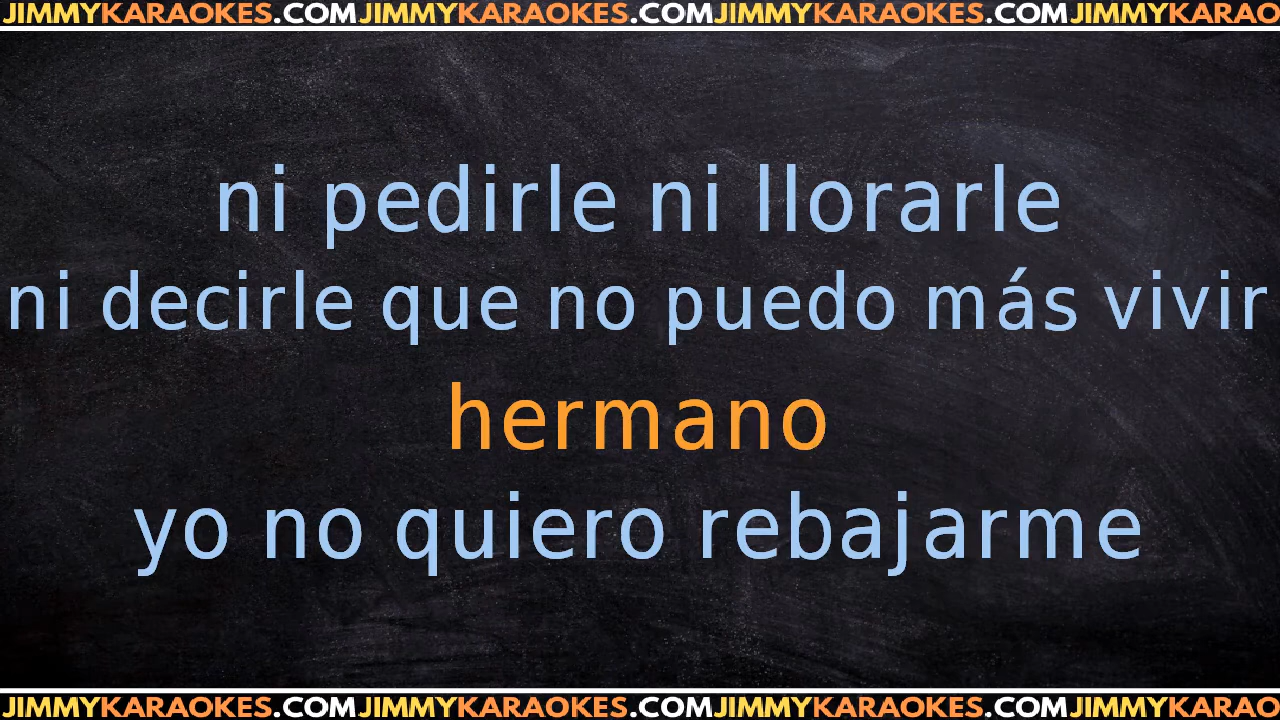 JIMMYKARAOKES.COMJIMMYKARAOKES.COMJIMMYKARAOKES.COMJIMMYKARAO
ni pedirle ni llorarle
ni decirle que no puedo más vivir
hermano
yo no quiero rebajarme
JIMMYKARAOKES.COMJIMMYKARAOKES.COMJIMMYKARAOKES.COMJIMMYKARAO